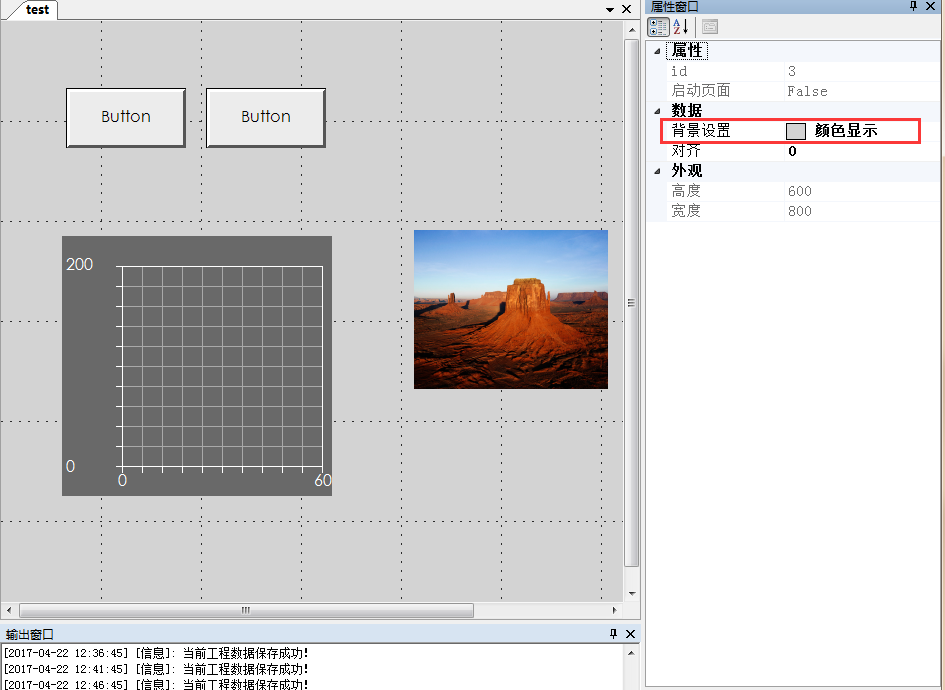 test
Button
Button
200
0
0
60
属性窗口
属性
id 3
启动页面 False
数据
背景设置 颜色显示
对齐 0
外观
高度 600
宽度 800
输出窗口
[2017-04-22 12:36:45] [信息]: 当前工程数据保存成功!
[2017-04-22 12:41:45] [信息]: 当前工程数据保存成功!
[2017-04-22 12:46:45] [信息]: 当前工程数据保存成功!